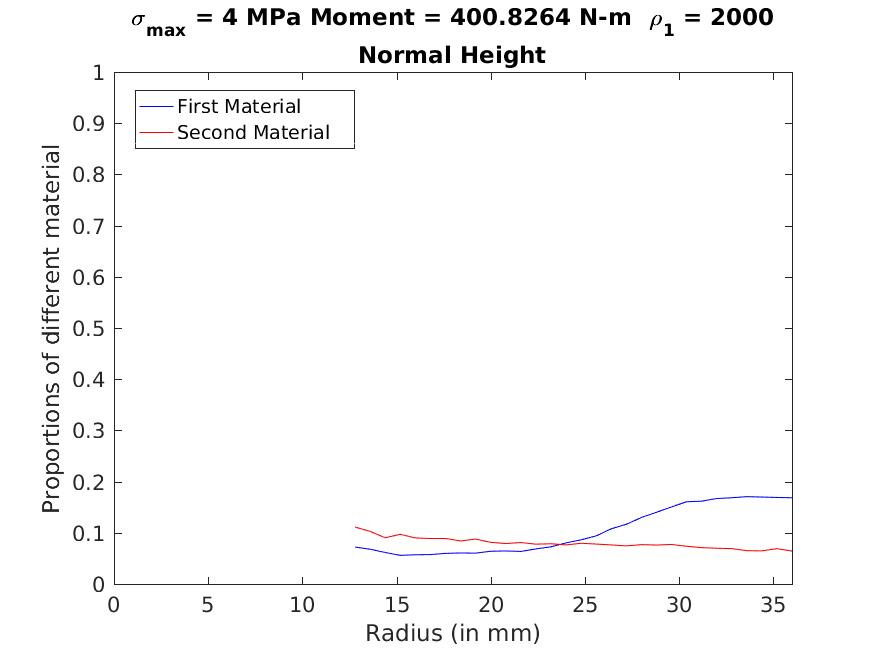 σmax = 4 MPa Moment = 400.8264 N-m ρ1 = 2000
Normal Height
First Material
Second Material
Proportions of different material
1
0.9
0.8
0.7
0.6
0.5
0.4
0.3
0.2
0.1
0
0 5 10 15 20 25 30 35
Radius (in mm)